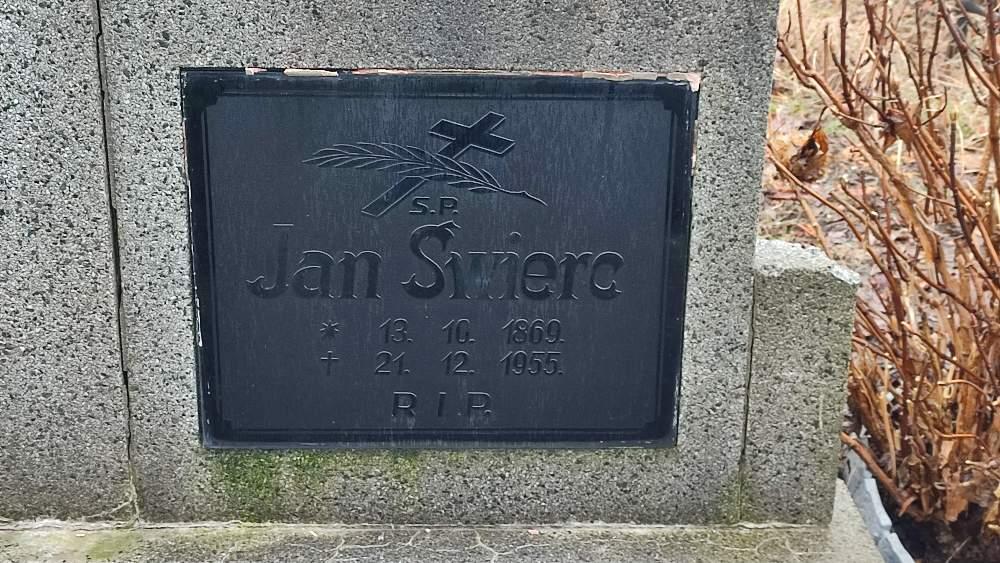 S.P.
Jan Świerc
* 13. 10. 1869.
† 21. 12. 1955.
R I P.